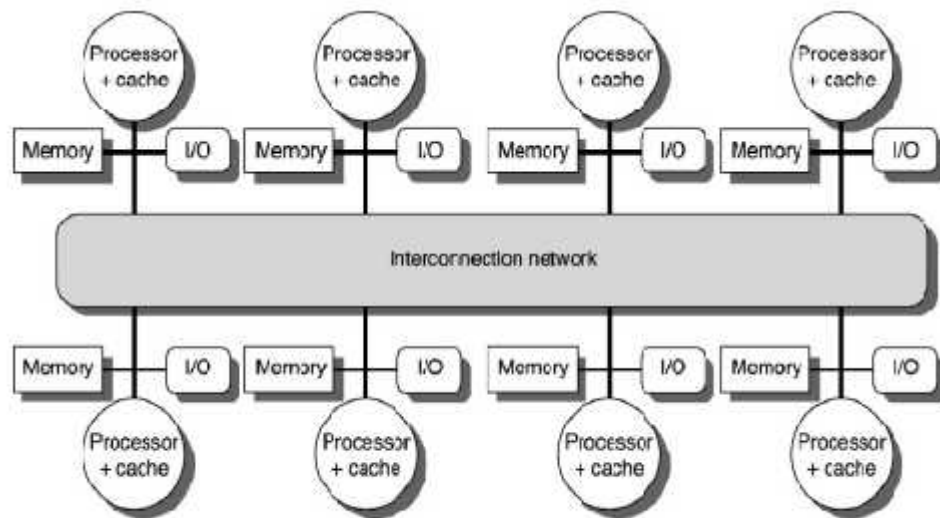 Processor
+ cache
Processor
+ cache
Processor
+ cache
Processor
+ cache
Memory
I/O
Memory
I/O
Memory
I/O
Memory
I/O
Interconnection network
Memory
I/O
Memory
I/O
Memory
I/O
Memory
I/O
Processor
+ cache
Processor
+ cache
Processor
+ cache
Processor
+ cache